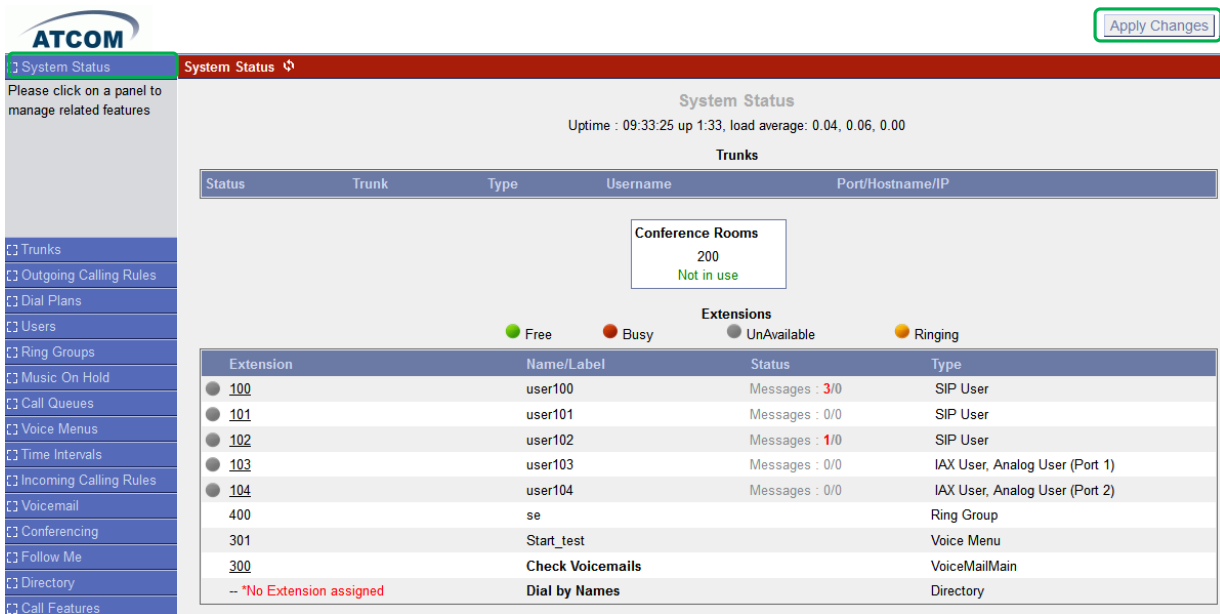 ATCOM
Apply Changes
System Status
Please click on a panel to
manage related features
Trunks
Outgoing Calling Rules
Dial Plans
Users
Ring Groups
Music On Hold
Call Queues
Voice Menus
Time Intervals
Incoming Calling Rules
Voicemail
Conferencing
Follow Me
Directory
Call Features
System Status
System Status
Uptime : 09:33:25 up 1:33, load average: 0.04, 0.06, 0.00
Trunks
Status Trunk Type Username Port/Hostname/IP
Conference Rooms
200
Not in use
Extensions
Free Busy UnAvailable Ringing
Extension Name/Label Status Type
100 user100 Messages : 3/0 SIP User
101 user101 Messages : 0/0 SIP User
102 user102 Messages : 1/0 SIP User
103 user103 Messages : 0/0 IAX User, Analog User (Port 1)
104 user104 Messages : 0/0 IAX User, Analog User (Port 2)
400 se Ring Group
301 Start_test Voice Menu
300 Check Voicemails VoiceMailMain
-- *No Extension assigned Dial by Names Directory